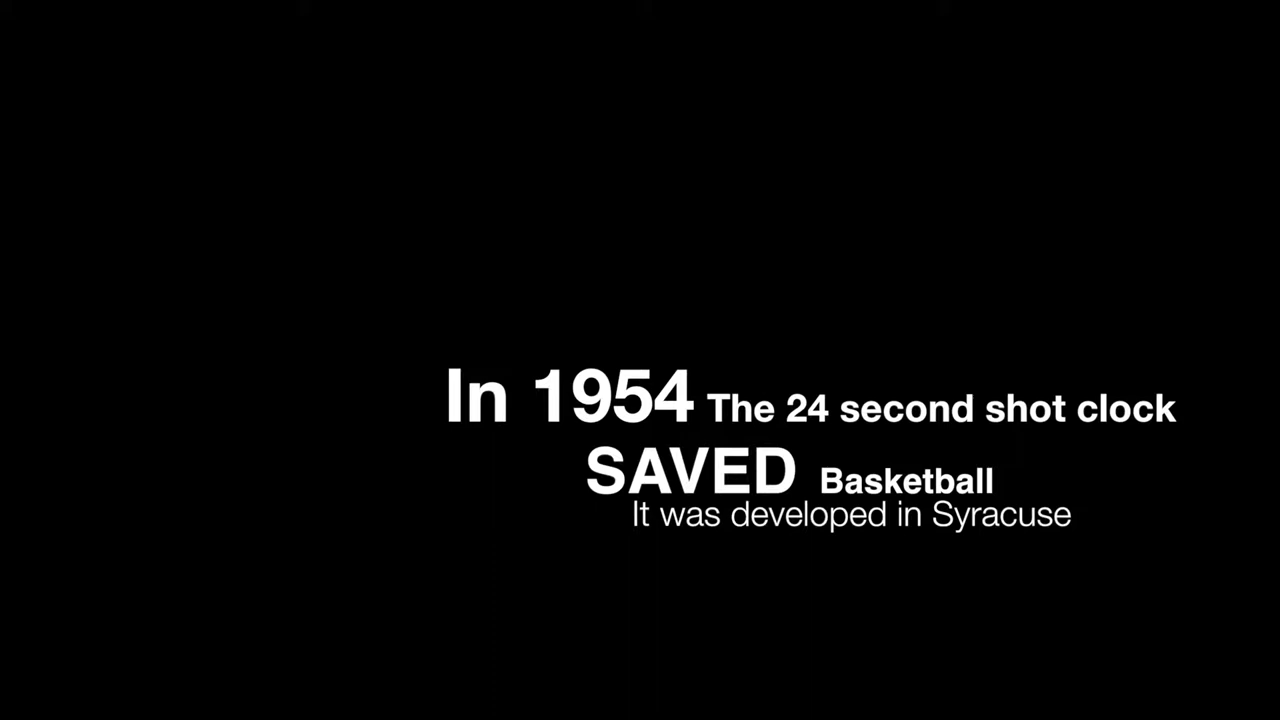 In 1954 The 24 second shot clock
SAVED Basketball
It was developed in Syracuse